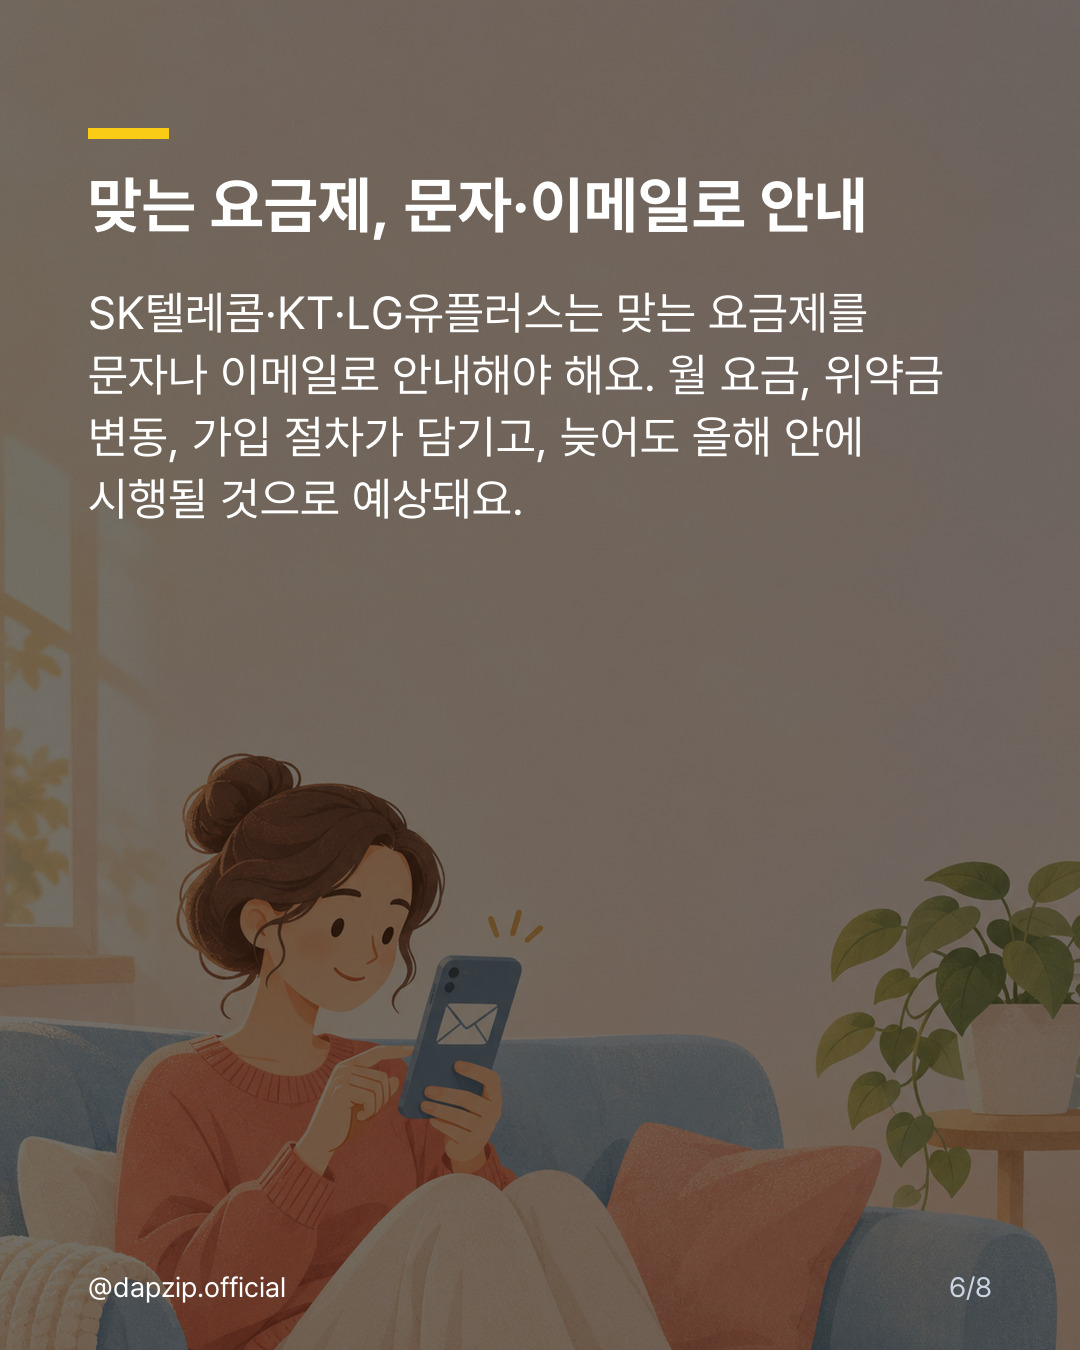 맞는 요금제, 문자·이메일로 안내
SK텔레콤·KT·LG유플러스는 맞는 요금제를
문자나 이메일로 안내해야 해요. 월 요금, 위약금
변동, 가입 절차가 담기고, 늦어도 올해 안에
시행될 것으로 예상돼요.
@dapzip.official
6/8